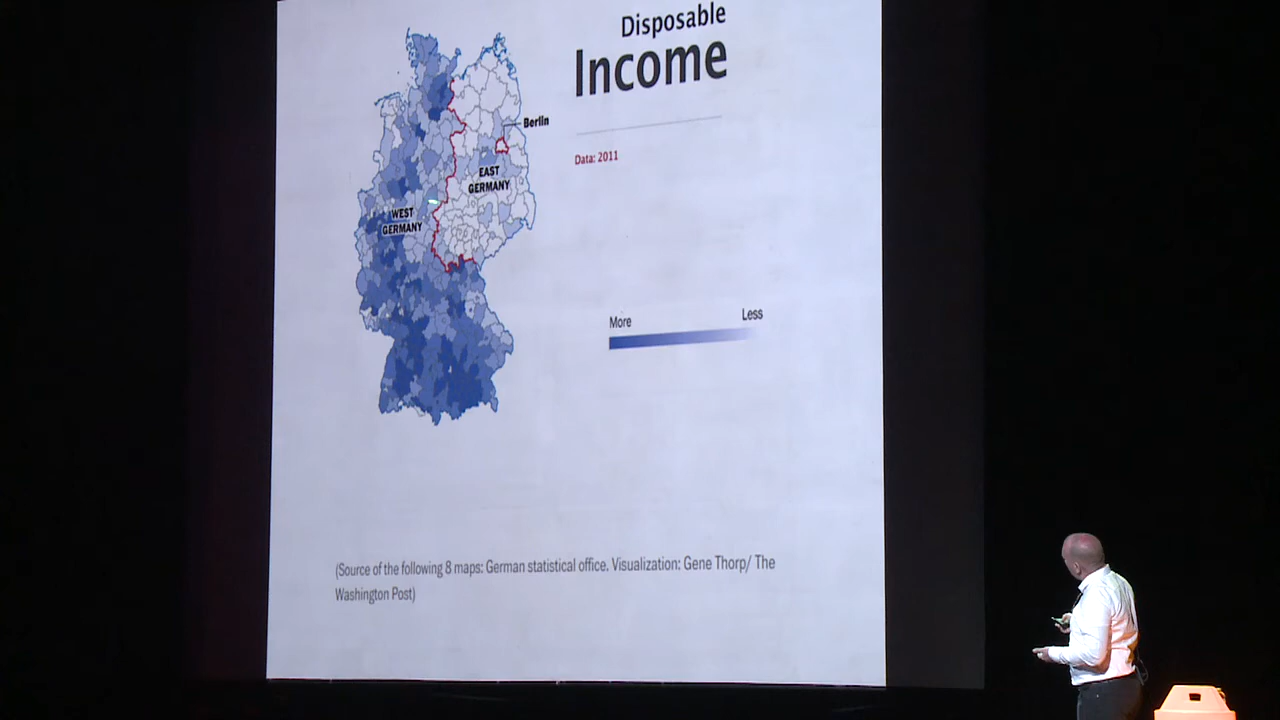 Disposable
Income
Data: 2011
Berlin
EAST
GERMANY
WEST
GERMANY
More
Less
(Source of the following 8 maps: German statistical office. Visualization: Gene Thorp/ The
Washington Post)